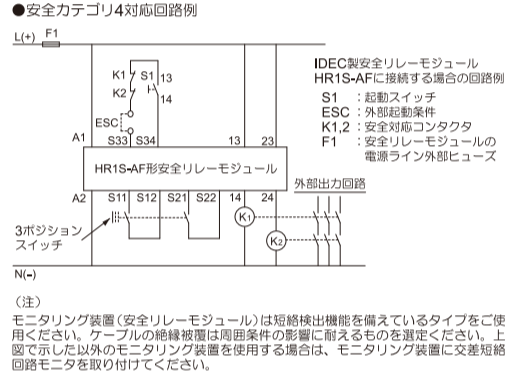 ●安全カテゴリ4対応回路例
L(+) F1
IDEC製安全リレーモジュール
HR1S-AFに接続する場合の回路例
S1 :起動スイッチ
ESC :外部起動条件
K1,2 :安全対応コンタクタ
F1 :安全リレーモジュールの
電源ライン外部ヒューズ
K1 S1 13
K2 14
ESC
A1 S33 S34 13 23
HR1S-AF形安全リレーモジュール
外部出力回路
A2 S11 S12 S21 S22 14 24
K1
K2
3ポジション
スイッチ
N(-)
(注)
モニタリング装置(安全リレーモジュール)は短絡検出機能を備えているタイプをご使
用ください。ケーブルの絶縁被覆は周囲条件の影響に耐えるものを選定ください。上
図で示した以外のモニタリング装置を使用する場合は、モニタリング装置に交差短絡
回路モニタを取り付けてください。